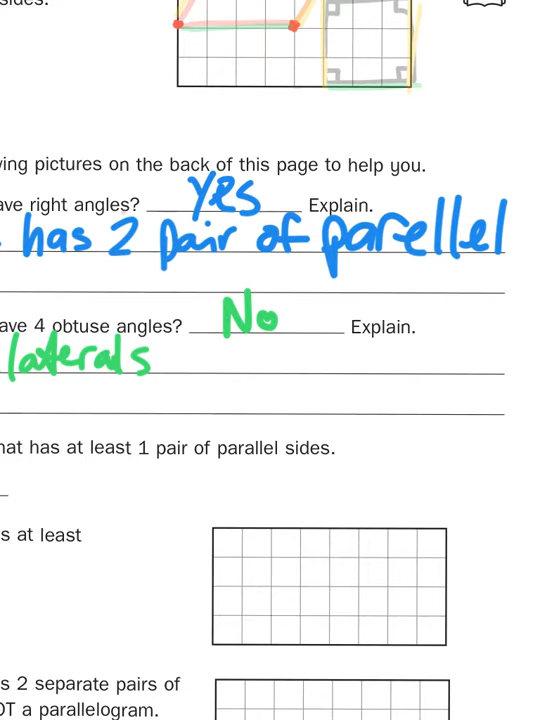 sides.
ving pictures on the back of this page to help you.
ave right angles? yes Explain.
has 2 pair of parellel
ave 4 obtuse angles? No Explain.
laterals
hat has at least 1 pair of parallel sides.
s at least
s 2 separate pairs of
OT a parallelogram.